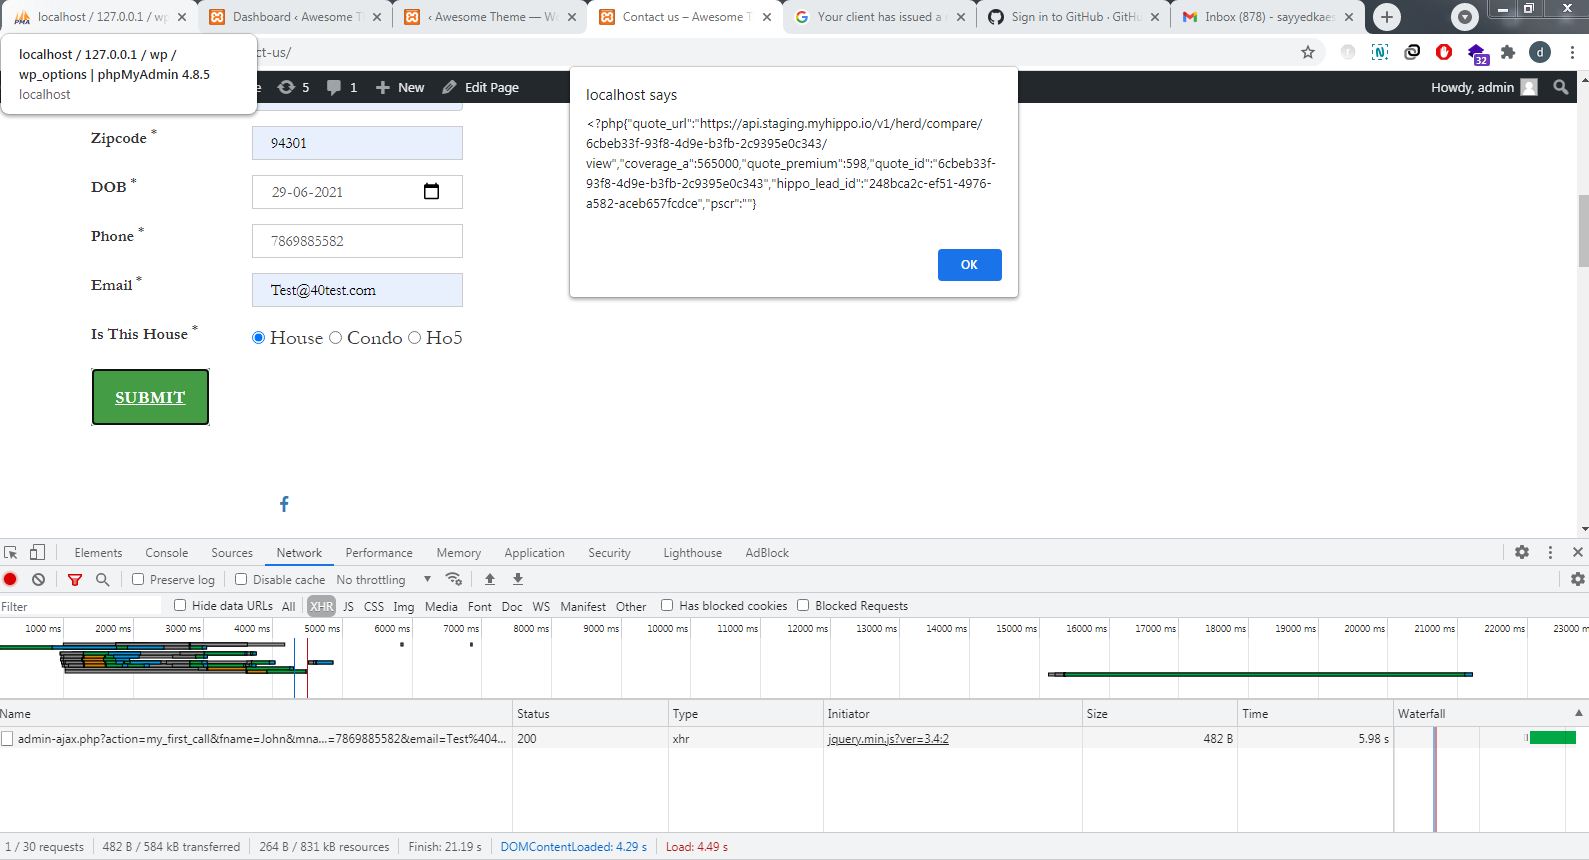 localhost / 127.0.0.1 / wp
Dashboard ‹ Awesome T
‹ Awesome Theme — Wo
Contact us – Awesome T
Your client has issued a
Sign in to GitHub · GitHu
Inbox (878) - sayyedkaes
localhost / 127.0.0.1 / wp /
wp_options | phpMyAdmin 4.8.5
localhost
ct-us/
32
d
5
1
New
Edit Page
Howdy, admin
localhost says
<?php{"quote_url":"https://api.staging.myhippo.io/v1/herd/compare/
6cbeb33f-93f8-4d9e-b3fb-2c9395e0c343/
view","coverage_a":565000,"quote_premium":598,"quote_id":"6cbeb33f-
93f8-4d9e-b3fb-2c9395e0c343","hippo_lead_id":"248bca2c-ef51-4976-
a582-aceb657fcdce","pscr":""}
OK
Zipcode *
94301
DOB *
29-06-2021
Phone *
7869885582
Email *
Test@40test.com
Is This House *
House Condo Ho5
SUBMIT
Elements Console Sources Network Performance Memory Application Security Lighthouse AdBlock
Preserve log Disable cache No throttling
Filter Hide data URLs All XHR JS CSS Img Media Font Doc WS Manifest Other Has blocked cookies Blocked Requests
1000 ms 2000 ms 3000 ms 4000 ms 5000 ms 6000 ms 7000 ms 8000 ms 9000 ms 10000 ms 11000 ms 12000 ms 13000 ms 14000 ms 15000 ms 16000 ms 17000 ms 18000 ms 19000 ms 20000 ms 21000 ms 22000 ms 23000 m
Name Status Type Initiator Size Time Waterfall
admin-ajax.php?action=my_first_call&fname=John&mna...=7869885582&email=Test%404... 200 xhr jquery.min.js?ver=3.4:2 482 B 5.98 s
1 / 30 requests 482 B / 584 kB transferred 264 B / 831 kB resources Finish: 21.19 s DOMContentLoaded: 4.29 s Load: 4.49 s